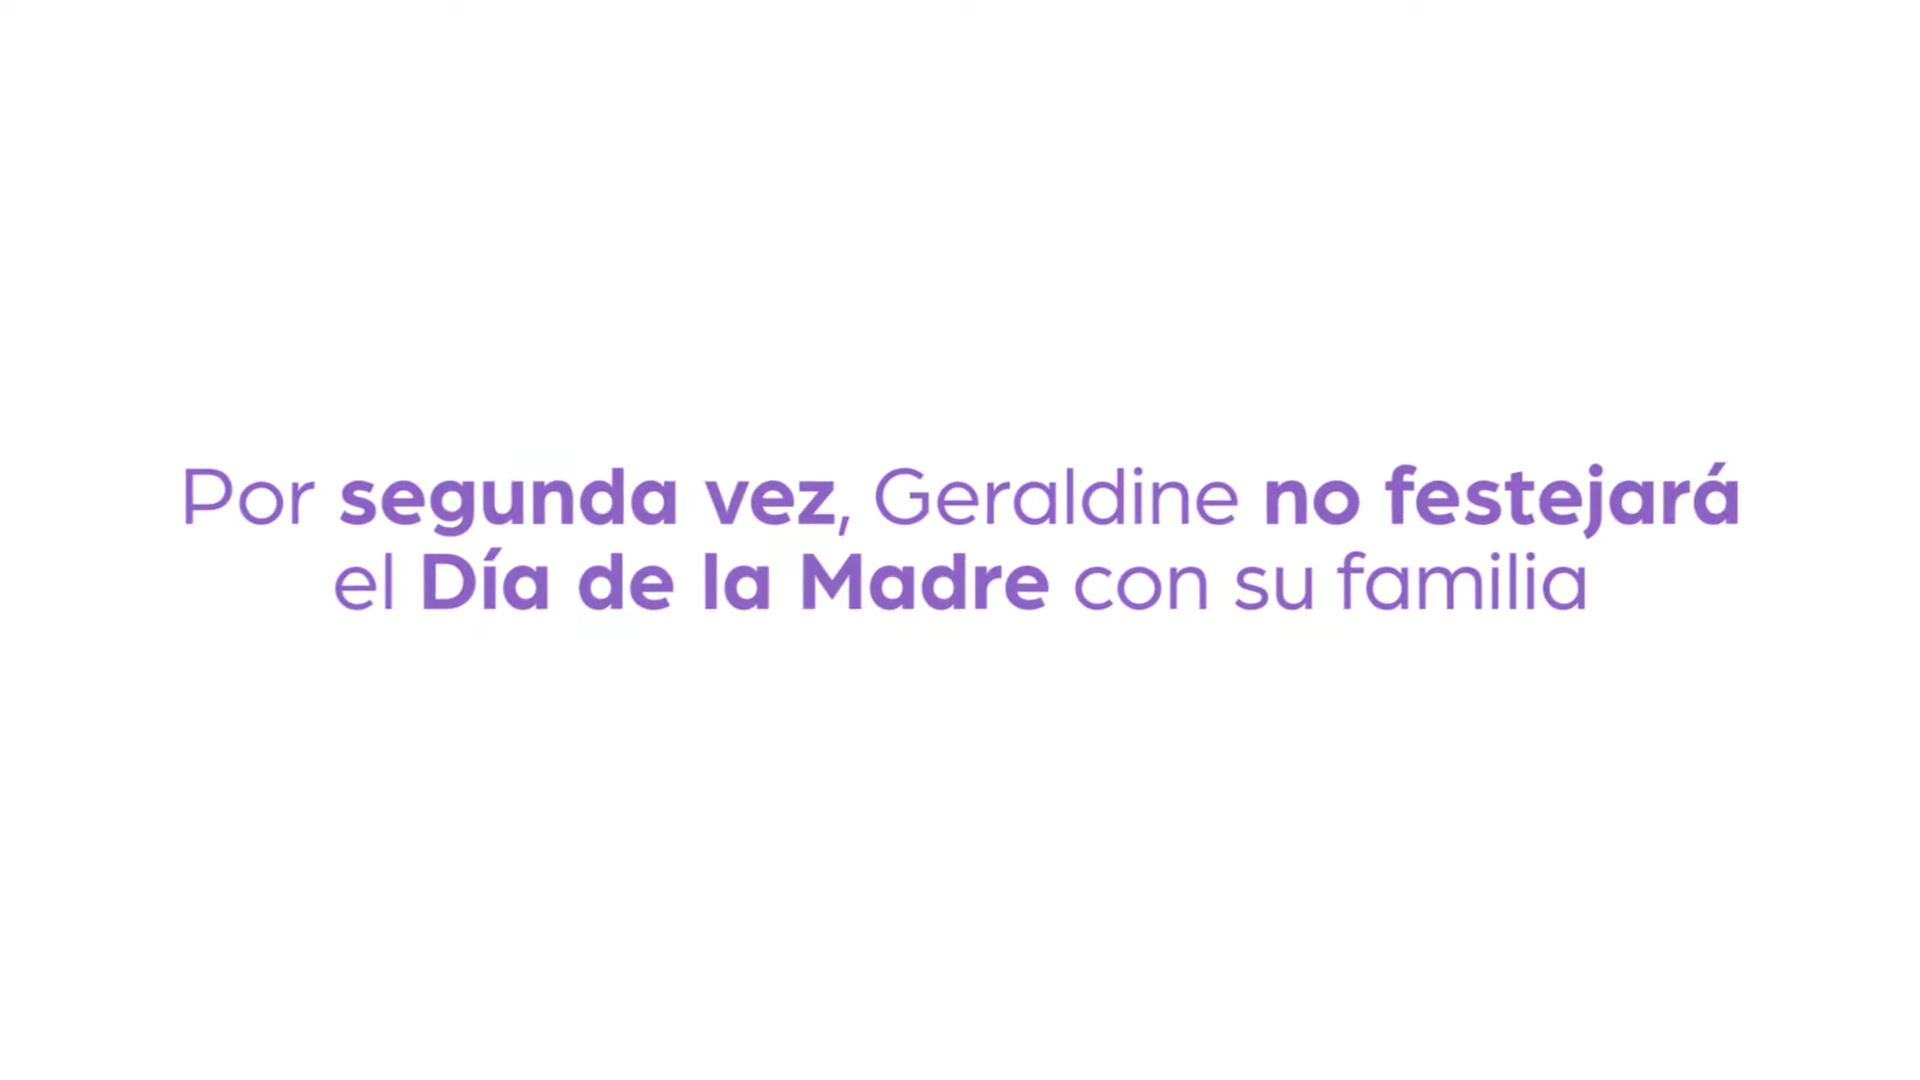 Por segunda vez, Geraldine no festejará
el Día de la Madre con su familia